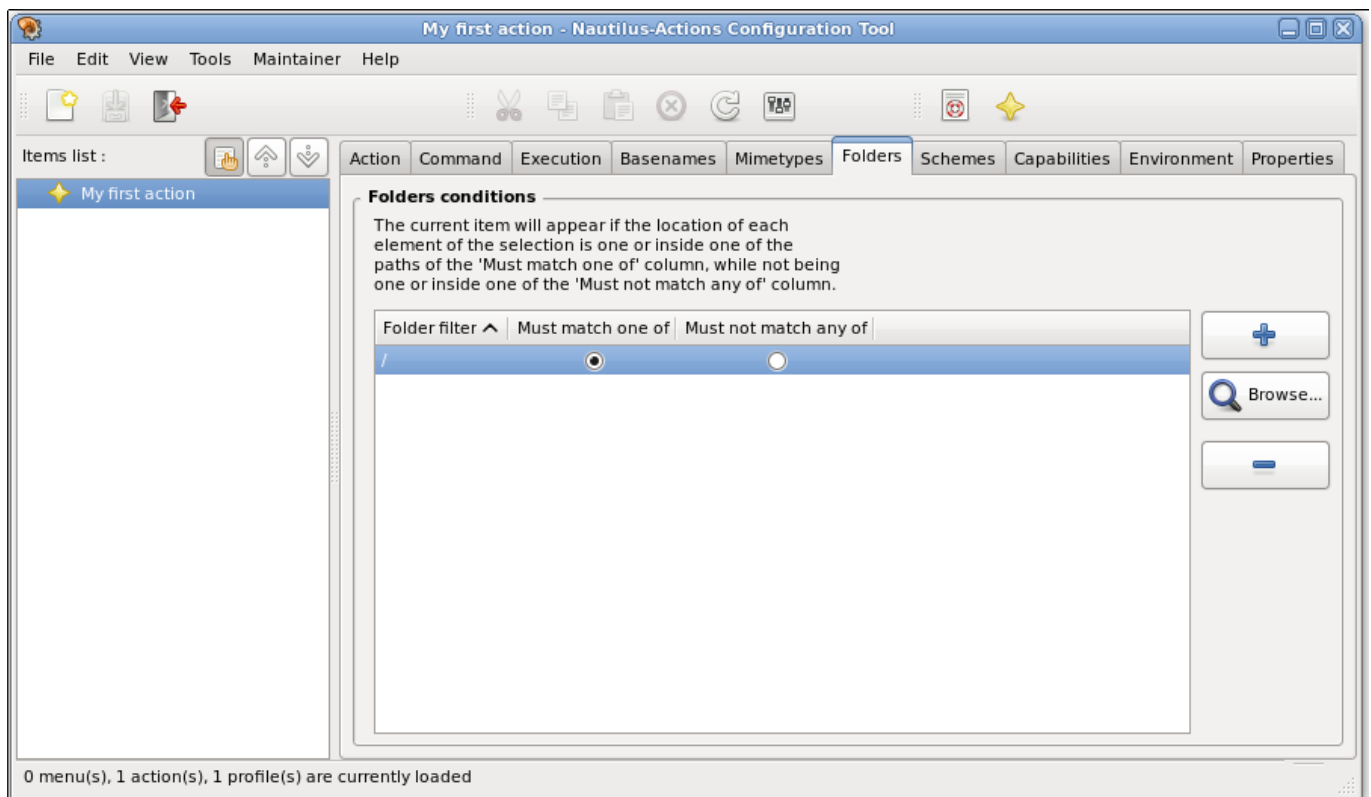 My first action - Nautilus-Actions Configuration Tool
File Edit View Tools Maintainer Help
Items list :
My first action
Action Command Execution Basenames Mimetypes Folders Schemes Capabilities Environment Properties
Folders conditions
The current item will appear if the location of each
element of the selection is one or inside one of the
paths of the 'Must match one of' column, while not being
one or inside one of the 'Must not match any of' column.
Folder filter Must match one of Must not match any of
/
Browse...
0 menu(s), 1 action(s), 1 profile(s) are currently loaded